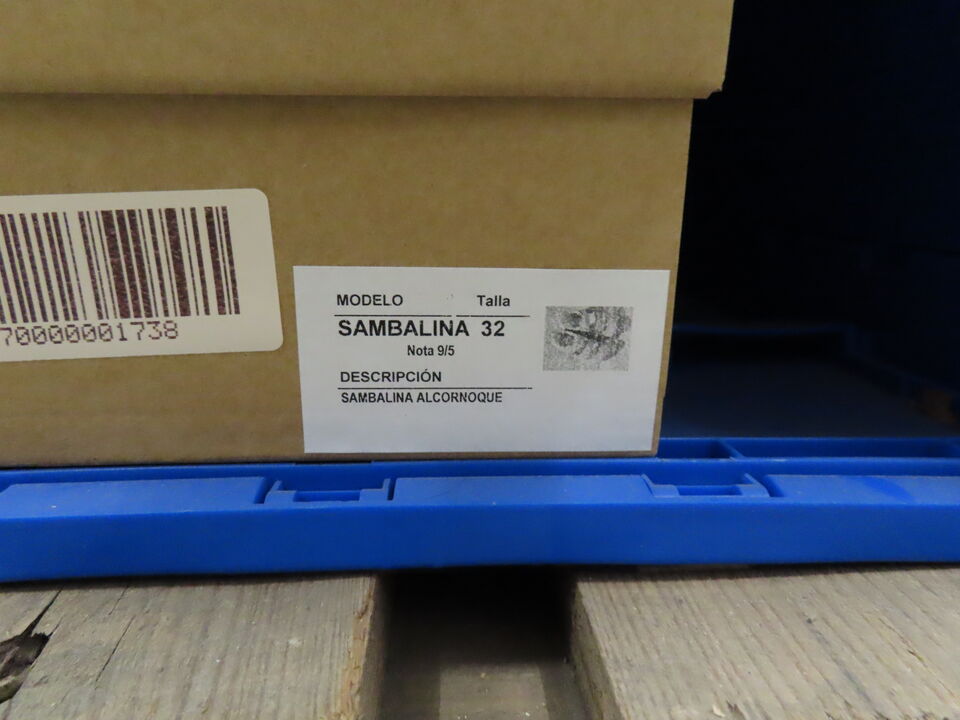 70000001738
MODELO Talla
SAMBALINA 32
Nota 9/5
DESCRIPCIÓN
SAMBALINA ALCORNOQUE